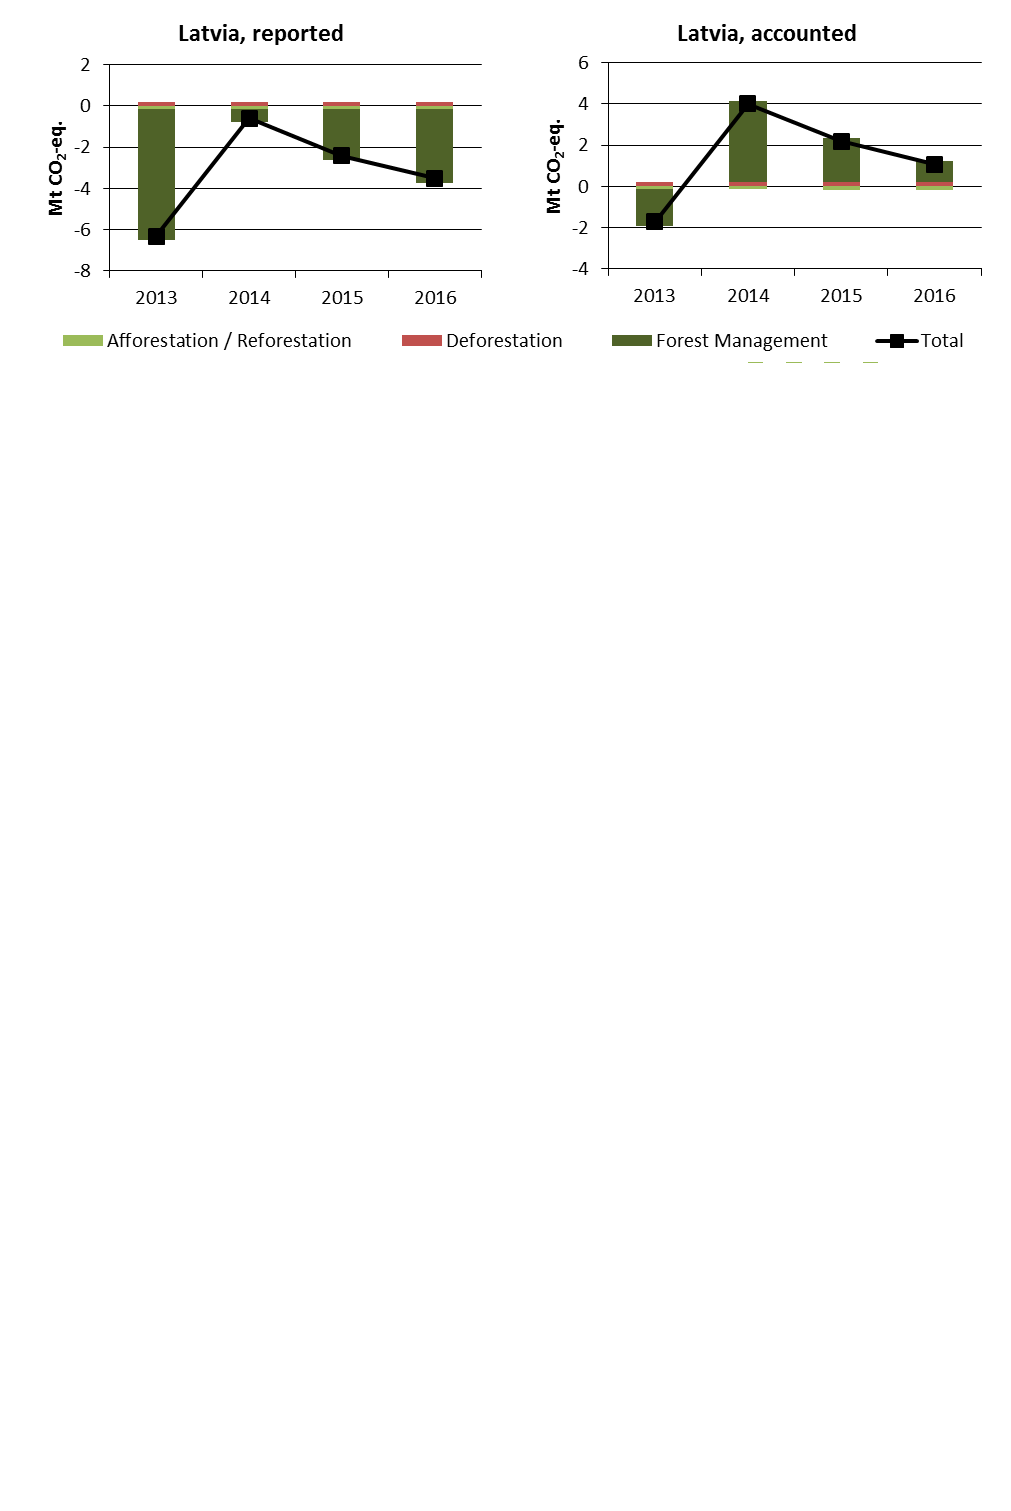 Latvia, reported
Mt CO₂-eq.
2
0
-2
-4
-6
-8
2013 2014 2015 2016
Latvia, accounted
Mt CO₂-eq.
6
4
2
0
-2
-4
2013 2014 2015 2016
Afforestation / Reforestation Deforestation Forest Management Total